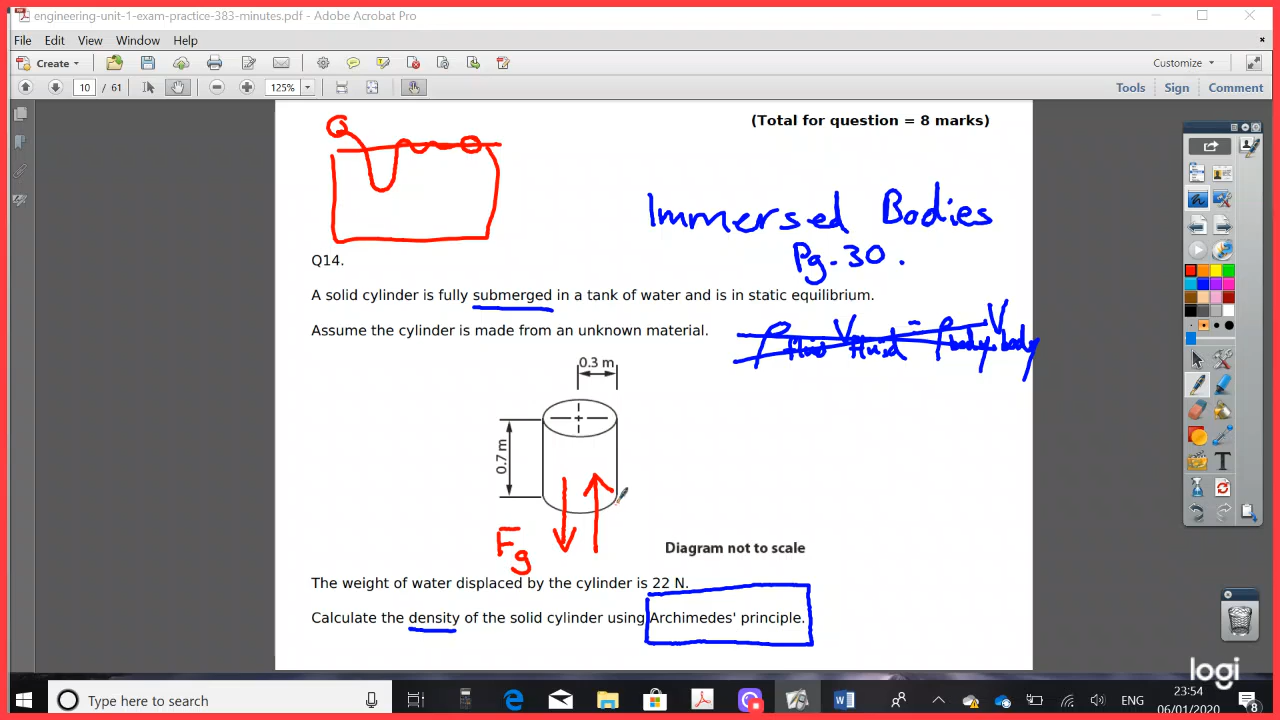 engineering-unit-1-exam-practice-383-minutes.pdf - Adobe Acrobat Pro
File Edit View Window Help
Create
Customize
10 / 61
125%
Tools Sign Comment
(Total for question = 8 marks)
Immersed Bodies
Pg. 30.
Q14.
A solid cylinder is fully submerged in a tank of water and is in static equilibrium.
Assume the cylinder is made from an unknown material.
ρfluid Vfluid = ρbody Vbody
0.3 m
0.7 m
Fg
Diagram not to scale
The weight of water displaced by the cylinder is 22 N.
Calculate the density of the solid cylinder using Archimedes' principle.
logi
Type here to search
ENG
23:54
06/01/2020
8